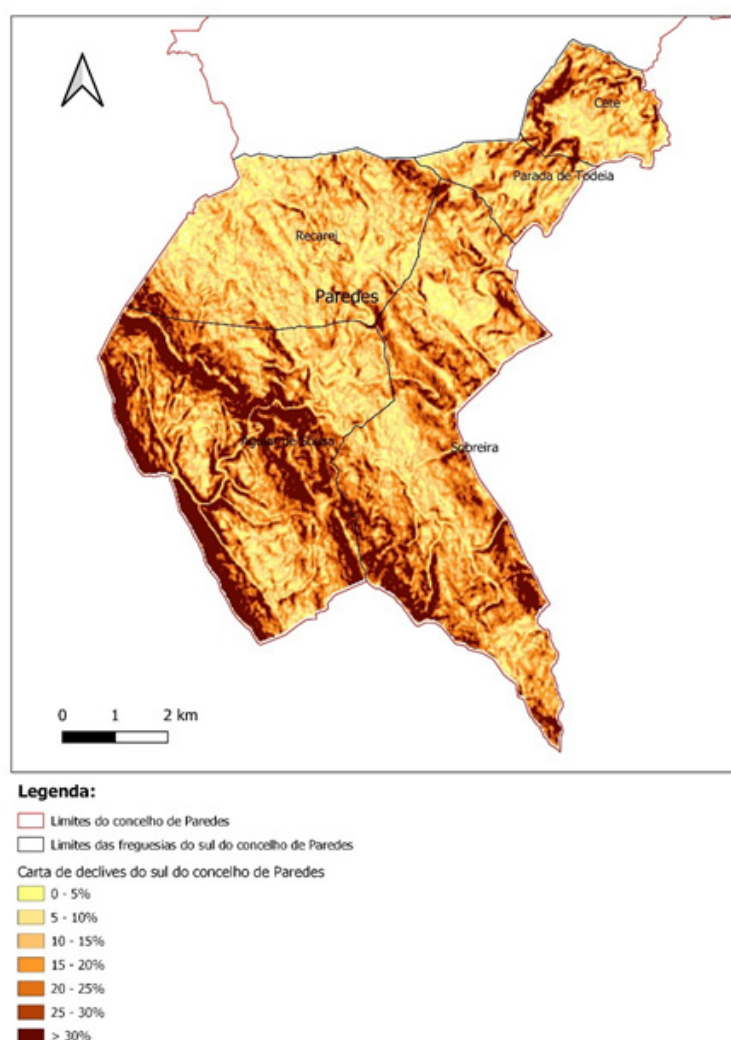 Cete
Parada de Todeia
Recarei
Paredes
Aguiar de Sousa
Sobreira
0 1 2 km
Legenda:
Limites do concelho de Paredes
Limites das freguesias do sul do concelho de Paredes
Carta de declives do sul do concelho de Paredes
0 - 5%
5 - 10%
10 - 15%
15 - 20%
20 - 25%
25 - 30%
> 30%